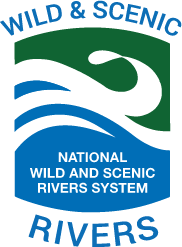 WILD & SCENIC
NATIONAL
WILD AND SCENIC
RIVERS SYSTEM
RIVERS